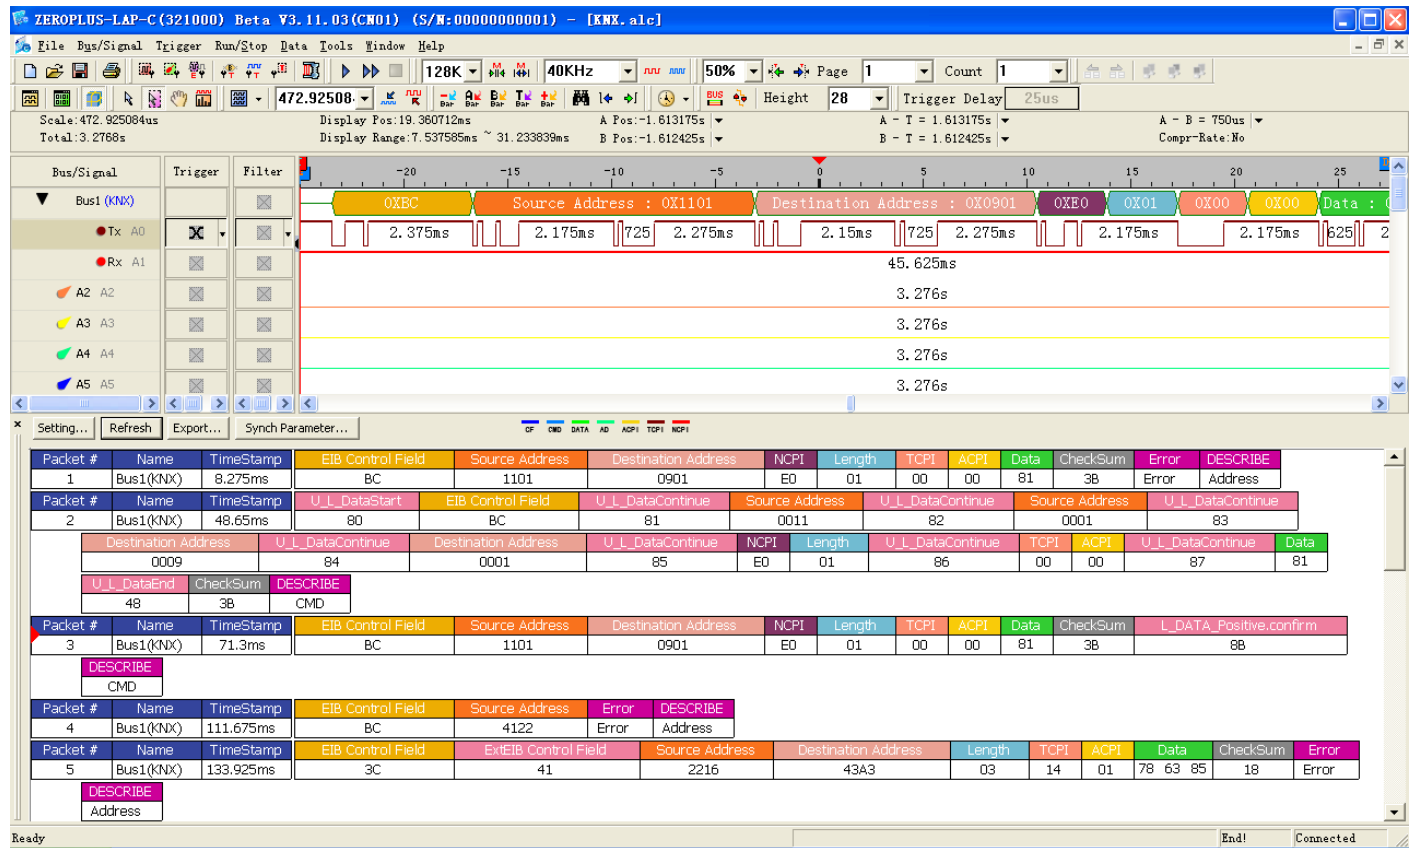 ZEROPLUS-LAP-C(321000) Beta V3.11.03(CN01) (S/N:00000000001) - [KNX.alc]
File Bus/Signal Trigger Run/Stop Data Tools Window Help
128K 40KHz 50% Page 1 Count 1
472.92508 Bar Bar Bar Bar Bar BUS Height 28 Trigger Delay 25us
Scale:472.925084us Display Pos:19.360712ms A Pos:-1.613175s A - T = 1.613175s A - B = 750us
Total:3.2768s Display Range:7.537585ms ~ 31.233839ms B Pos:-1.612425s B - T = 1.612425s Compr-Rate:No
Bus/Signal Trigger Filter -20 -15 -10 -5 0 5 10 15 20 25
Bus1 (KNX) 0XBC Source Address : 0X1101 Destination Address : 0X0901 0XE0 0X01 0X00 0X00 Data : 0
Tx A0 X 2.375ms 2.175ms 725 2.275ms 2.15ms 725 2.275ms 2.175ms 2.175ms 625 2
Rx A1 45.625ms
A2 A2 3.276s
A3 A3 3.276s
A4 A4 3.276s
A5 A5 3.276s
Setting... Refresh Export... Synch Parameter... CF CMD DATA AD ACPI TCPI NCPI
Packet # Name TimeStamp EIB Control Field Source Address Destination Address NCPI Length TCPI ACPI Data CheckSum Error DESCRIBE
1 Bus1(KNX) 8.275ms BC 1101 0901 E0 01 00 00 81 3B Error Address
Packet # Name TimeStamp U_L_DataStart EIB Control Field U_L_DataContinue Source Address U_L_DataContinue Source Address U_L_DataContinue
2 Bus1(KNX) 48.65ms 80 BC 81 0011 82 0001 83
Destination Address U_L_DataContinue Destination Address U_L_DataContinue NCPI Length U_L_DataContinue TCPI ACPI U_L_DataContinue Data
0009 84 0001 85 E0 01 86 00 00 87 81
U_L_DataEnd CheckSum DESCRIBE
48 3B CMD
Packet # Name TimeStamp EIB Control Field Source Address Destination Address NCPI Length TCPI ACPI Data CheckSum L_DATA_Positive.confirm
3 Bus1(KNX) 71.3ms BC 1101 0901 E0 01 00 00 81 3B 8B
DESCRIBE
CMD
Packet # Name TimeStamp EIB Control Field Source Address Error DESCRIBE
4 Bus1(KNX) 111.675ms BC 4122 Error Address
Packet # Name TimeStamp EIB Control Field ExtEIB Control Field Source Address Destination Address Length TCPI ACPI Data CheckSum Error
5 Bus1(KNX) 133.925ms 3C 41 2216 43A3 03 14 01 78 63 85 18 Error
DESCRIBE
Address
Ready End! Connected